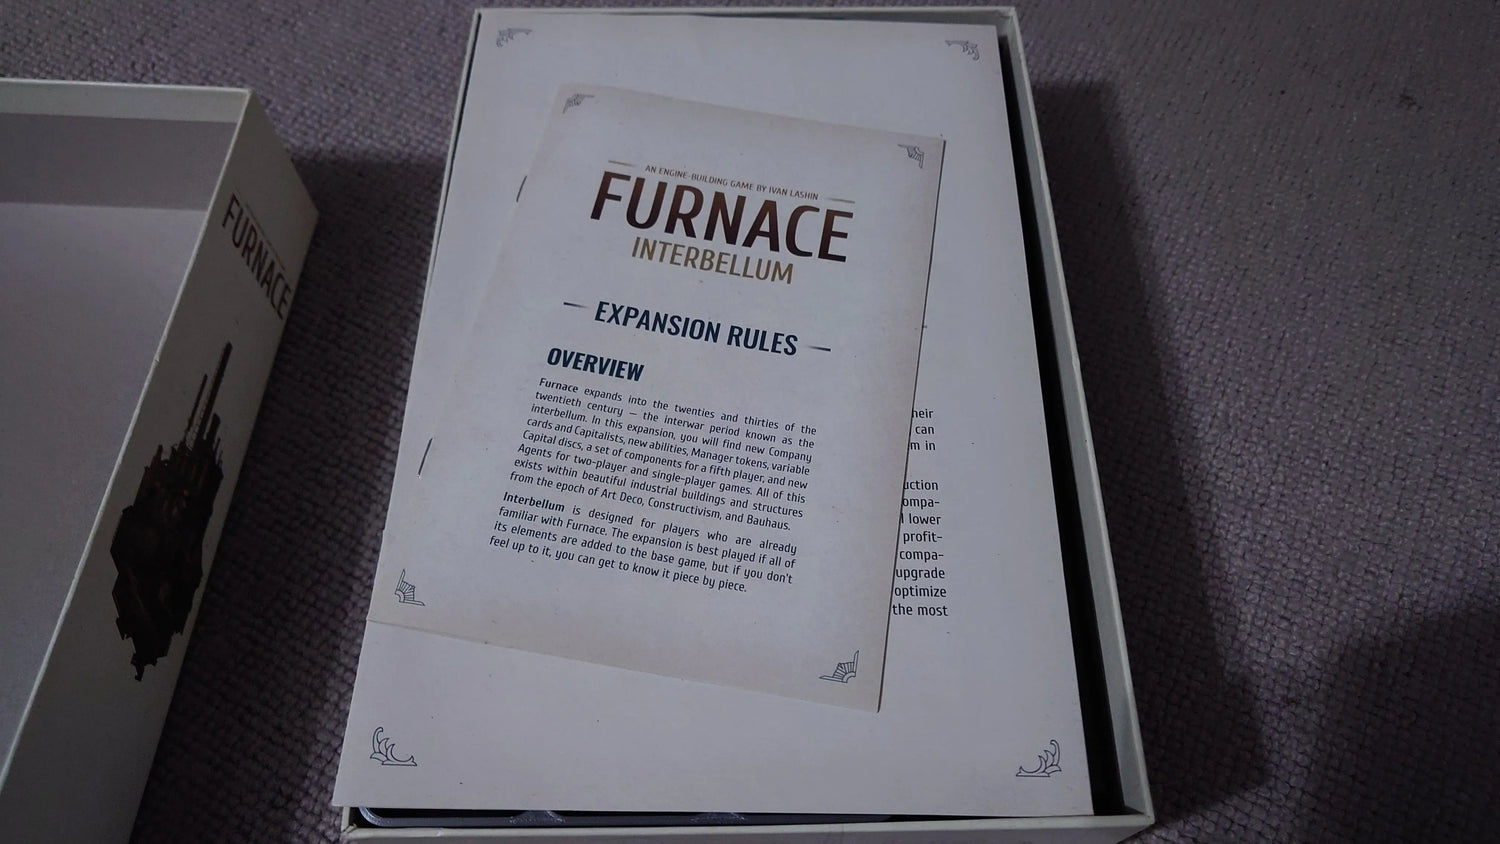 FURNACE
AN ENGINE-BUILDING GAME BY IVAN LASHIN
FURNACE
INTERBELLUM
EXPANSION RULES
OVERVIEW
Furnace expands into the twenties and thirties of the
twentieth century — the interwar period known as the
interbellum. In this expansion, you will find new Company
cards and Capitalists, new abilities, Manager tokens, variable
Capital discs, a set of components for a fifth player, and new
Agents for two-player and single-player games. All of this
exists within beautiful industrial buildings and structures
from the epoch of Art Deco, Constructivism, and Bauhaus.
Interbellum is designed for players who are already
familiar with Furnace. The expansion is best played if all of
its elements are added to the base game, but if you don't
feel up to it, you can get to know it piece by piece.
heir
can
m in
uction
ompa-
lower
profit-
compa-
upgrade
optimize
the most